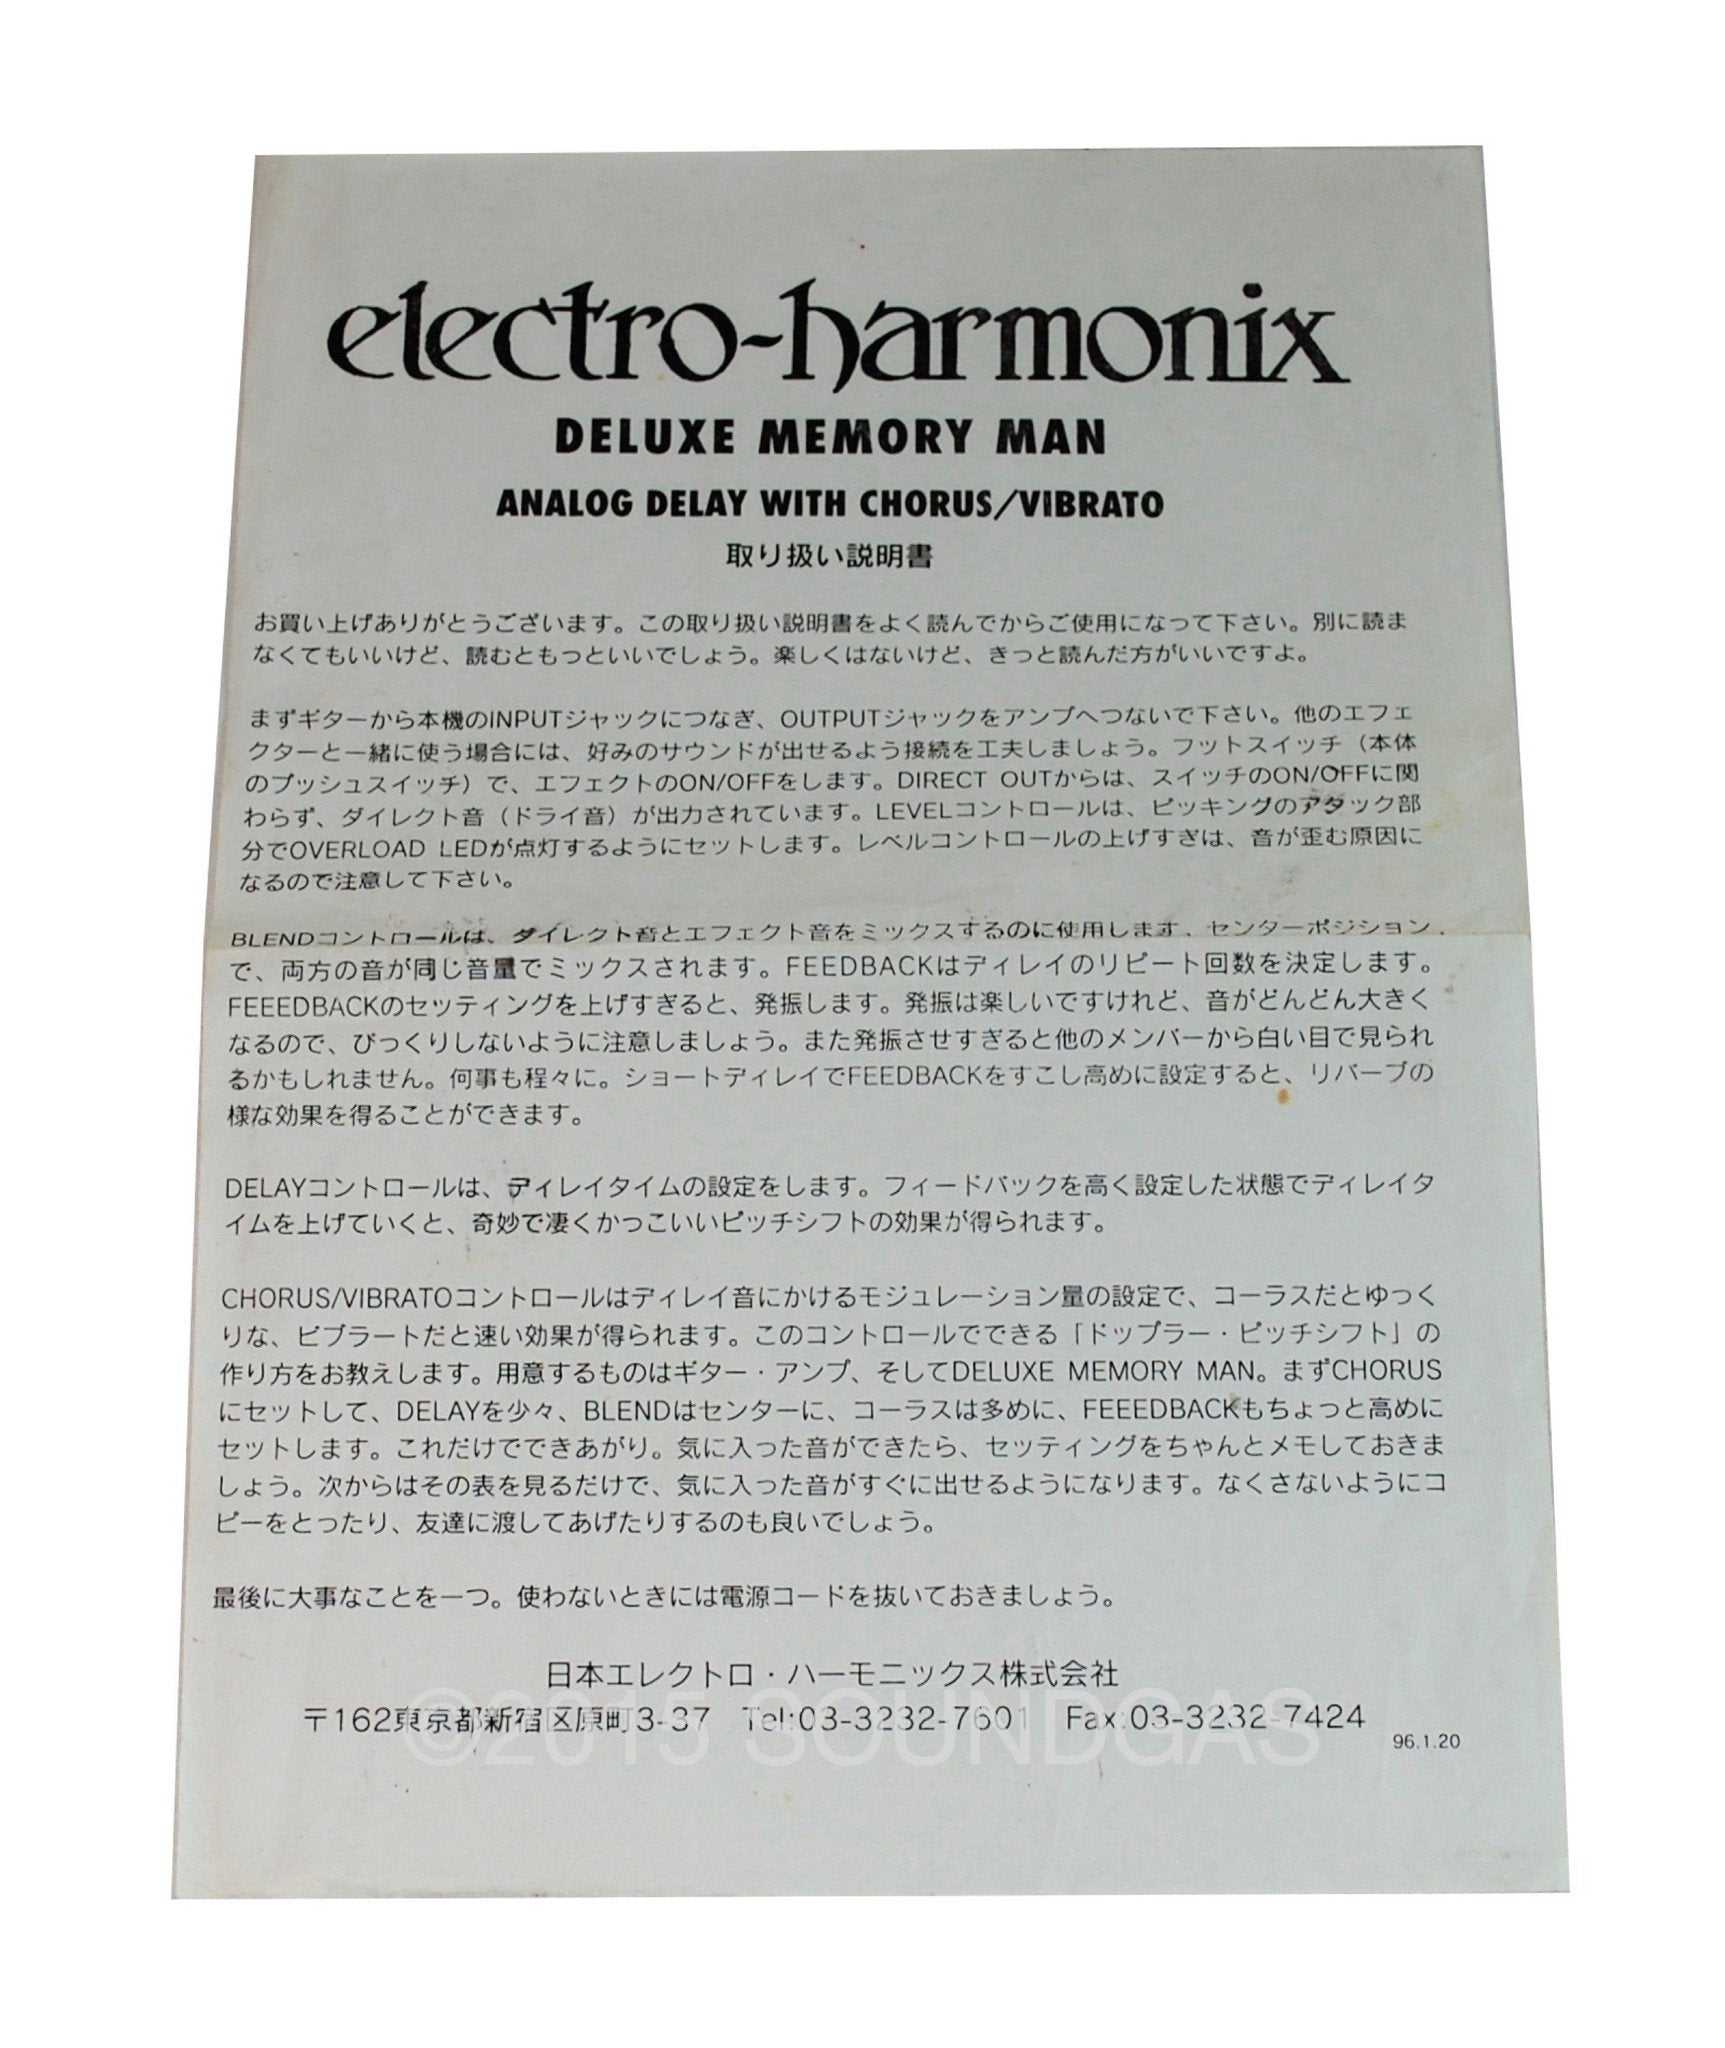 electro-harmonix
DELUXE MEMORY MAN
ANALOG DELAY WITH CHORUS/VIBRATO
取り扱い説明書
お買い上げありがとうございます。この取り扱い説明書をよく読んでからご使用になって下さい。別に読ま
なくてもいいけど、読むともっといいでしょう。楽しくはないけど、きっと読んだ方がいいですよ。
まずギターから本機のINPUTジャックにつなぎ、OUTPUTジャックをアンプへつないで下さい。他のエフェ
クターと一緒に使う場合には、好みのサウンドが出せるよう接続を工夫しましょう。フットスイッチ（本体
のプッシュスイッチ）で、エフェクトのON/OFFをします。DIRECT OUTからは、スイッチのON/OFFに関
わらず、ダイレクト音（ドライ音）が出力されています。LEVELコントロールは、ピッキングのアタック部
分でOVERLOAD LEDが点灯するようにセットします。レベルコントロールの上げすぎは、音が歪む原因に
なるので注意して下さい。
BLENDコントロールは、ダイレクト音とエフェクト音をミックスするのに使用します。センターポジション
で、両方の音が同じ音量でミックスされます。FEEDBACKはディレイのリピート回数を決定します。
FEEEDBACKのセッティングを上げすぎると、発振します。発振は楽しいですけれど、音がどんどん大きく
なるので、びっくりしないように注意しましょう。また発振させすぎると他のメンバーから白い目で見られ
るかもしれません。何事も程々に。ショートディレイでFEEDBACKをすこし高めに設定すると、リバーブの
様な効果を得ることができます。
DELAYコントロールは、ディレイタイムの設定をします。フィードバックを高く設定した状態でディレイタ
イムを上げていくと、奇妙で凄くかっこいいピッチシフトの効果が得られます。
CHORUS/VIBRATOコントロールはディレイ音にかけるモジュレーション量の設定で、コーラスだとゆっく
りな、ビブラートだと速い効果が得られます。このコントロールでできる「ドップラー・ピッチシフト」の
作り方をお教えします。用意するものはギター・アンプ、そしてDELUXE MEMORY MAN。まずCHORUS
にセットして、DELAYを少々、BLENDはセンターに、コーラスは多めに、FEEEDBACKもちょっと高めに
セットします。これだけでできあがり。気に入った音ができたら、セッティングをちゃんとメモしておきま
しょう。次からはその表を見るだけで、気に入った音がすぐに出せるようになります。なくさないようにコ
ピーをとったり、友達に渡してあげたりするのも良いでしょう。
最後に大事なことを一つ。使わないときには電源コードを抜いておきましょう。
日本エレクトロ・ハーモニックス株式会社
〒162東京都新宿区原町3-37 Tel:03-3232-7601 Fax:03-3232-7424
96.1.20
©2015 SOUNDGAS